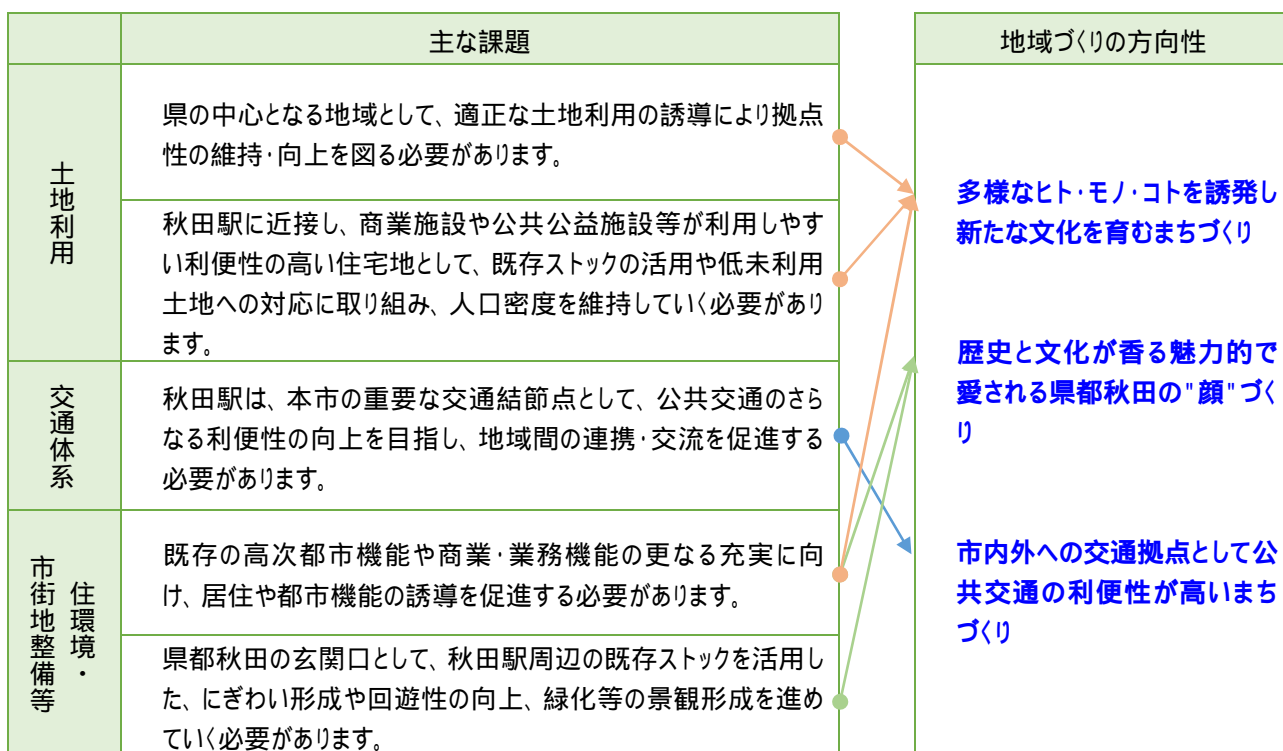 主な課題
土地利用
県の中心となる地域として、適正な土地利用の誘導により拠点
性の維持・向上を図る必要があります。
秋田駅に近接し、商業施設や公共公益施設等が利用しやす
い利便性の高い住宅地として、既存ストックの活用や低未利用
土地への対応に取り組み、人口密度を維持していく必要があり
ます。
交通体系
秋田駅は、本市の重要な交通結節点として、公共交通のさら
なる利便性の向上を目指し、地域間の連携・交流を促進する
必要があります。
住環境・
市街地整備等
既存の高次都市機能や商業・業務機能の更なる充実に向
け、居住や都市機能の誘導を促進する必要があります。
県都秋田の玄関口として、秋田駅周辺の既存ストックを活用し
た、にぎわい形成や回遊性の向上、緑化等の景観形成を進め
ていく必要があります。
地域づくりの方向性
多様なヒト・モノ・コトを誘発し
新たな文化を育むまちづくり
歴史と文化が香る魅力的で
愛される県都秋田の"顔"づく
り
市内外への交通拠点として公
共交通の利便性が高いまち
づくり